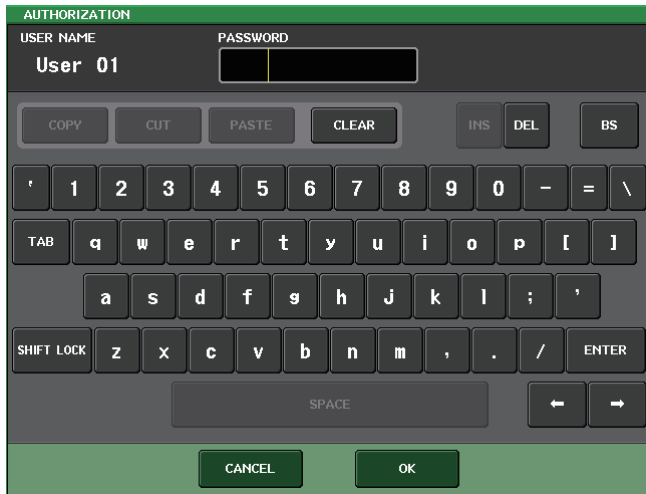 AUTHORIZATION
USER NAME PASSWORD
User 01
COPY CUT PASTE CLEAR INS DEL BS
' 1 2 3 4 5 6 7 8 9 0 - = \
TAB q w e r t y u i o p [ ]
a s d f g h j k l ; '
SHIFT LOCK z x c v b n m , . / ENTER
SPACE ← →
CANCEL OK